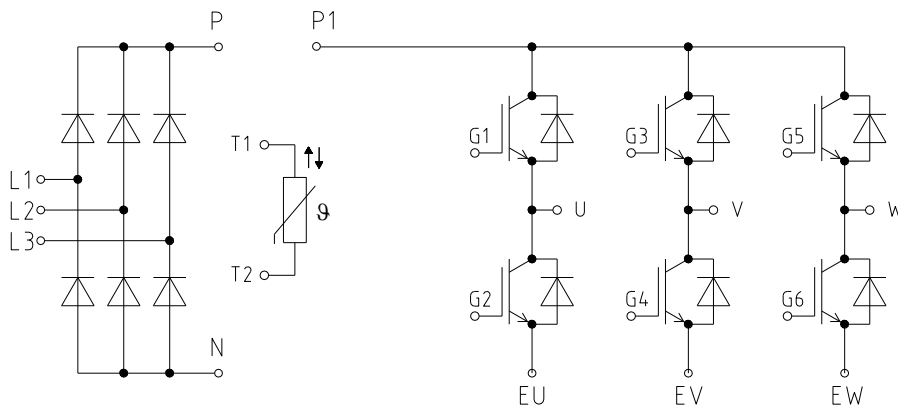 P P1
T1
G1 G3 G5
L1
L2
L3
ϑ
U V W
T2
G2 G4 G6
N
EU EV EW